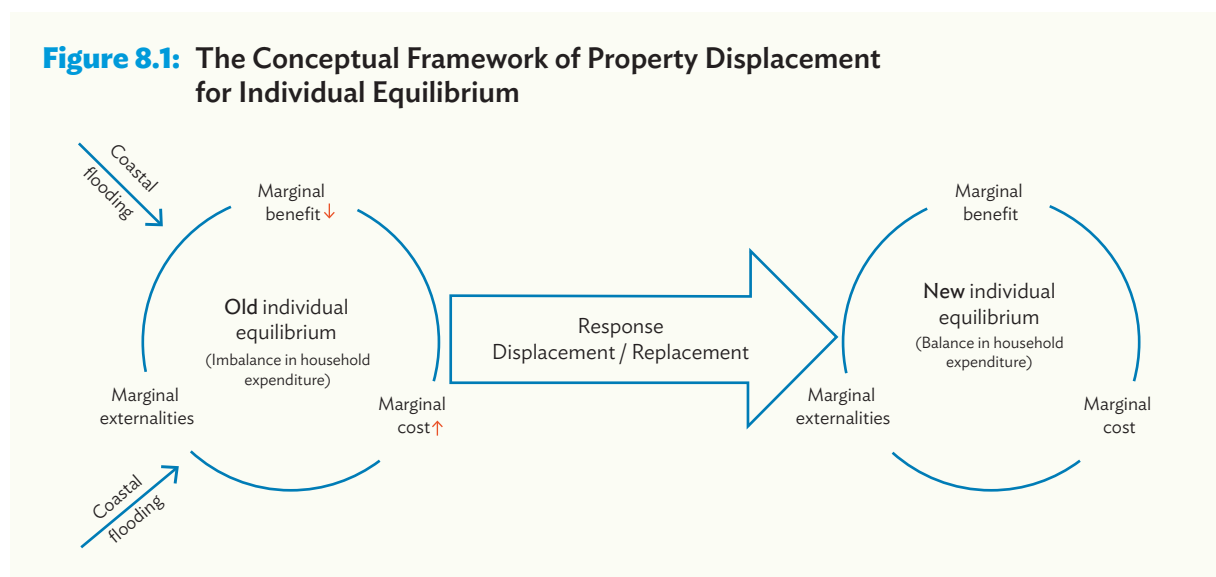 Figure 8.1: The Conceptual Framework of Property Displacement
for Individual Equilibrium
Coastal
flooding
Marginal
benefit↓
Old individual
equilibrium
(Imbalance in household
expenditure)
Marginal
externalities
Marginal
cost↑
Coastal
flooding
Response
Displacement / Replacement
Marginal
benefit
New individual
equilibrium
(Balance in household
expenditure)
Marginal
externalities
Marginal
cost